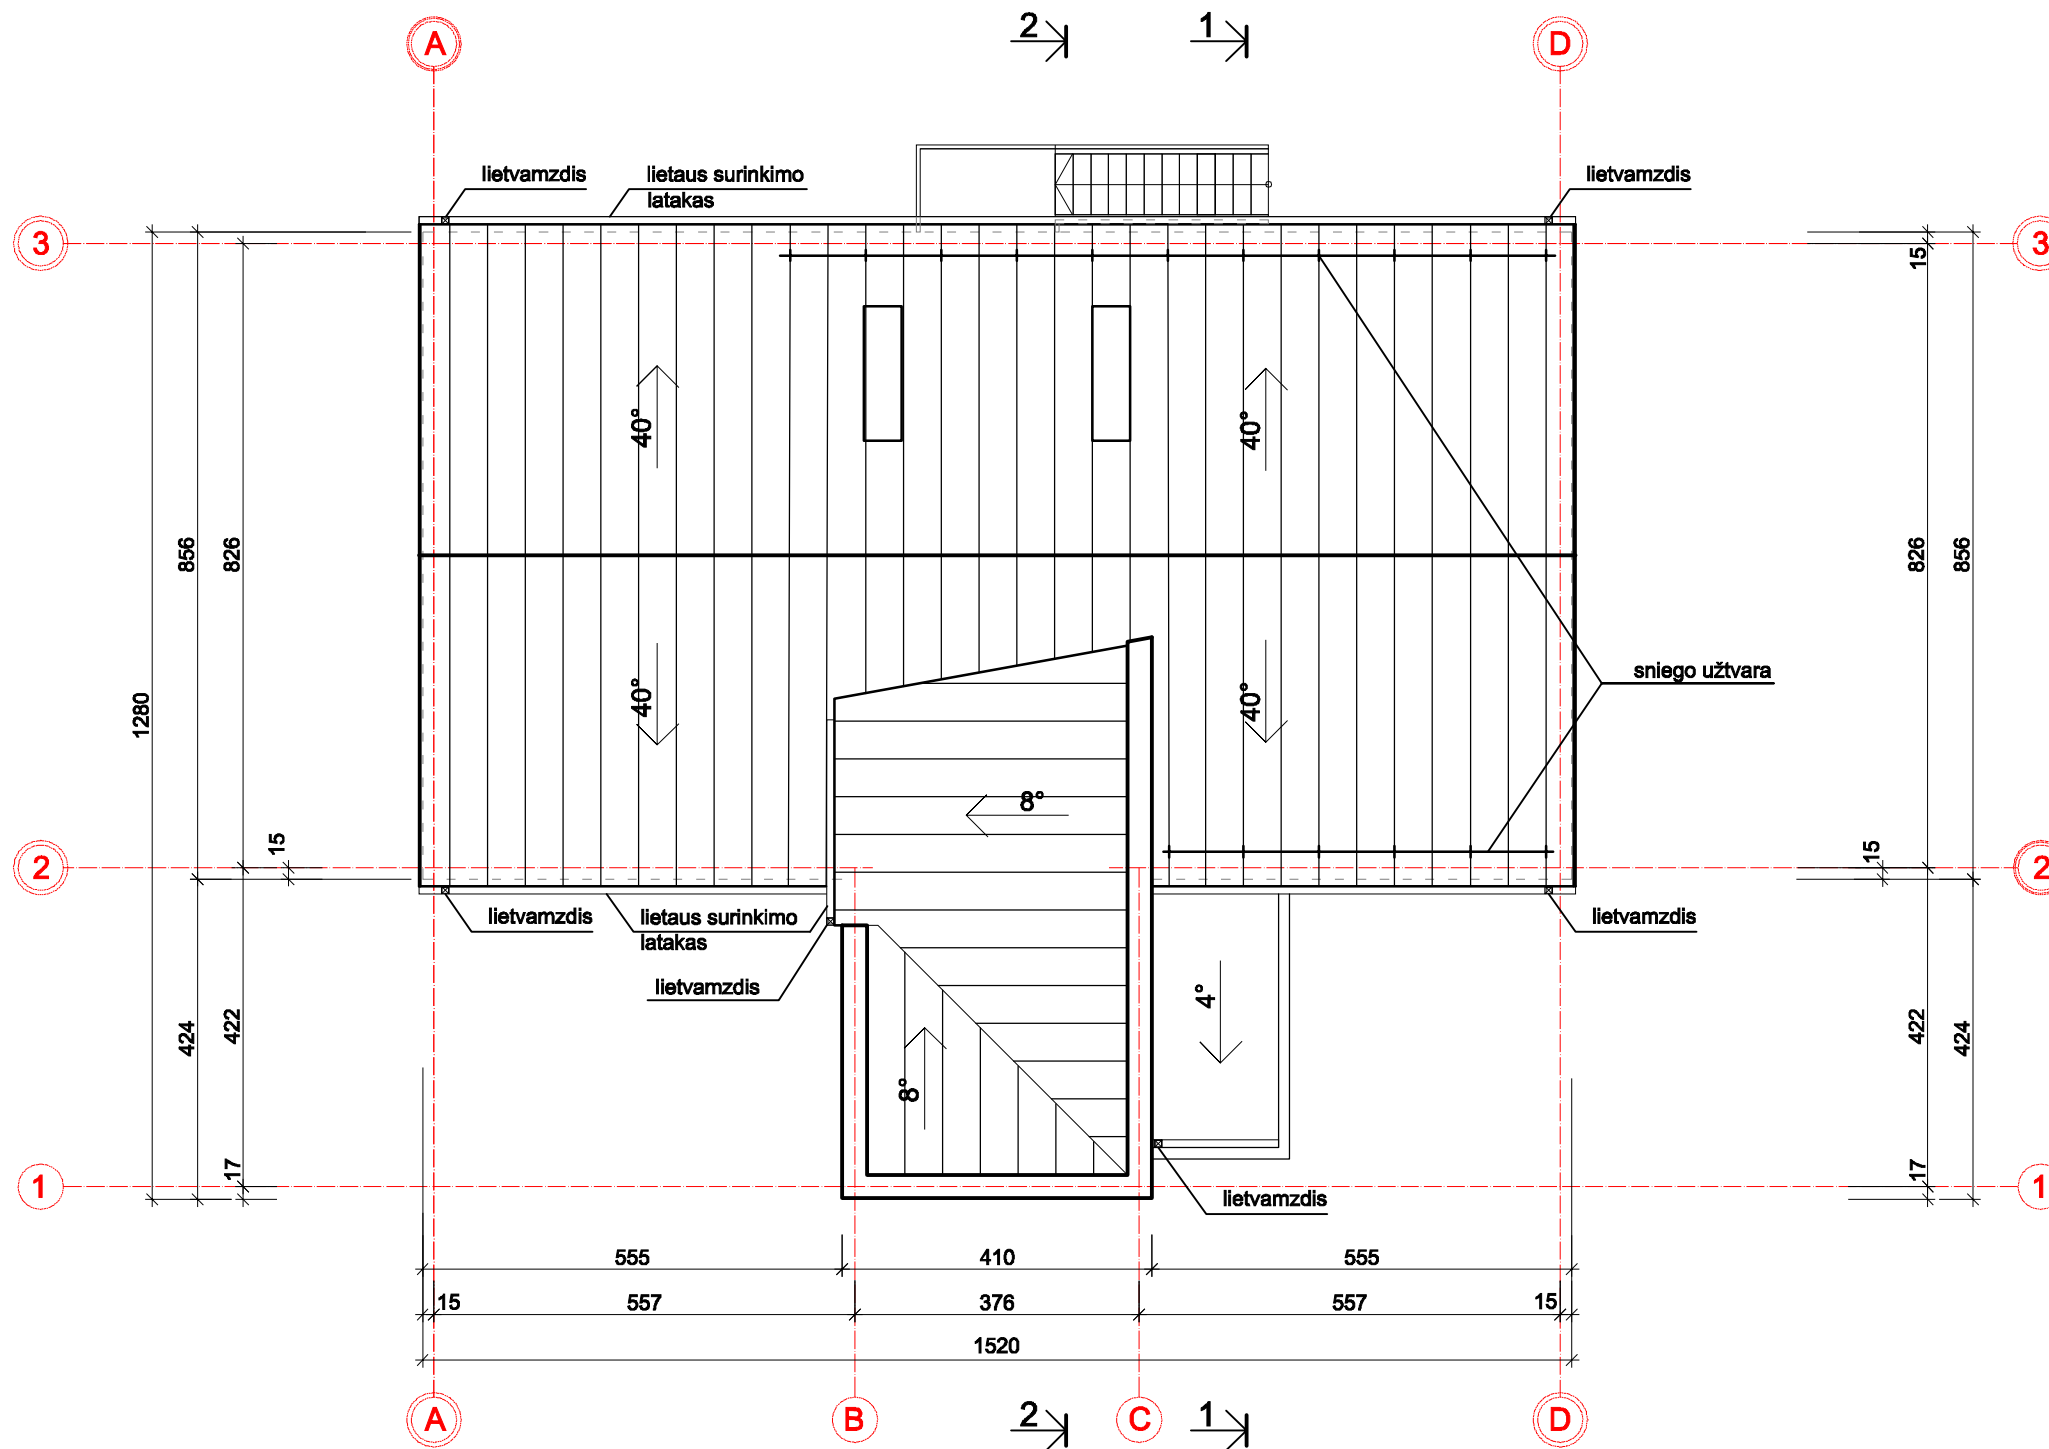 2
1
A
D
lietvamzdis
lietaus surinkimo
latakas
lietvamzdis
3
3
15
40°
40°
856
826
826
856
1280
40°
40°
sniego užtvara
8°
15
15
2
2
lietvamzdis
lietaus surinkimo
latakas
lietvamzdis
lietvamzdis
4°
424
422
422
424
8°
17
17
1
1
lietvamzdis
555
410
555
15
557
376
557
15
1520
A
B
2
C
1
D